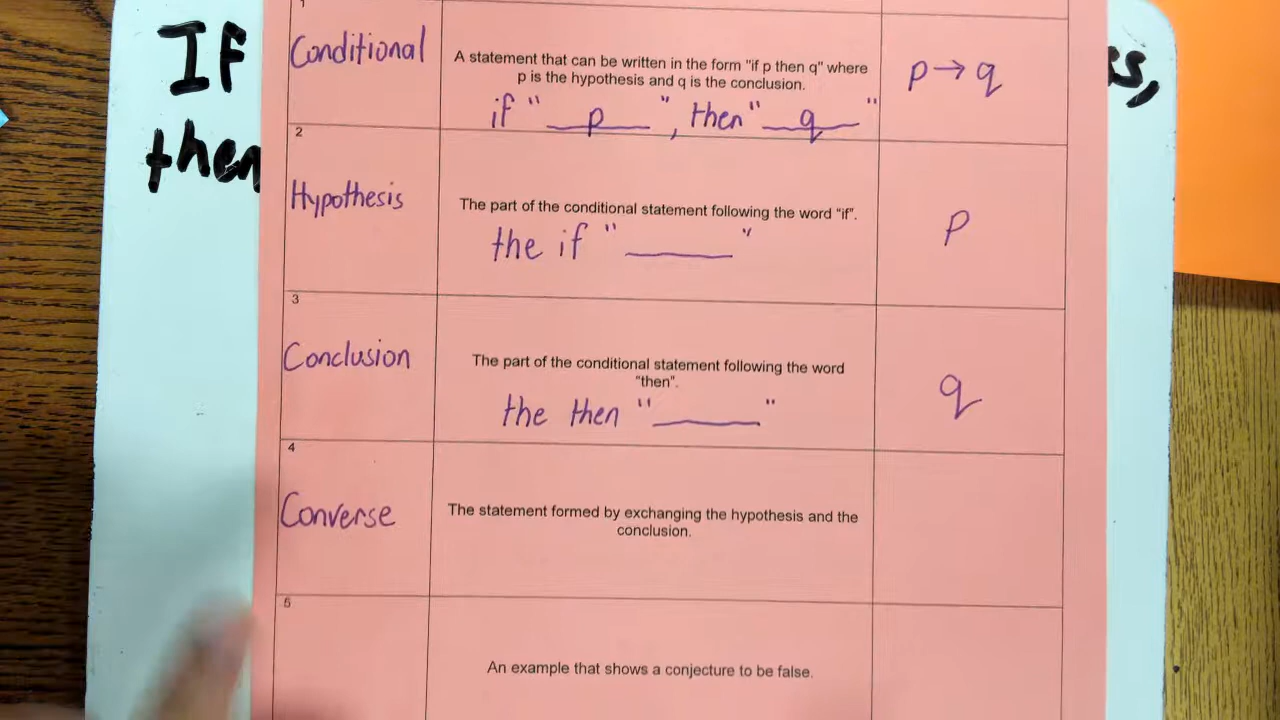 If
s,
then
1
Conditional
A statement that can be written in the form "if p then q" where
p is the hypothesis and q is the conclusion.
if " p ", then " q "
p → q
2
Hypothesis
The part of the conditional statement following the word "if".
the if " ______ "
p
3
Conclusion
The part of the conditional statement following the word
"then".
the then " ______ "
q
4
Converse
The statement formed by exchanging the hypothesis and the
conclusion.
5
An example that shows a conjecture to be false.